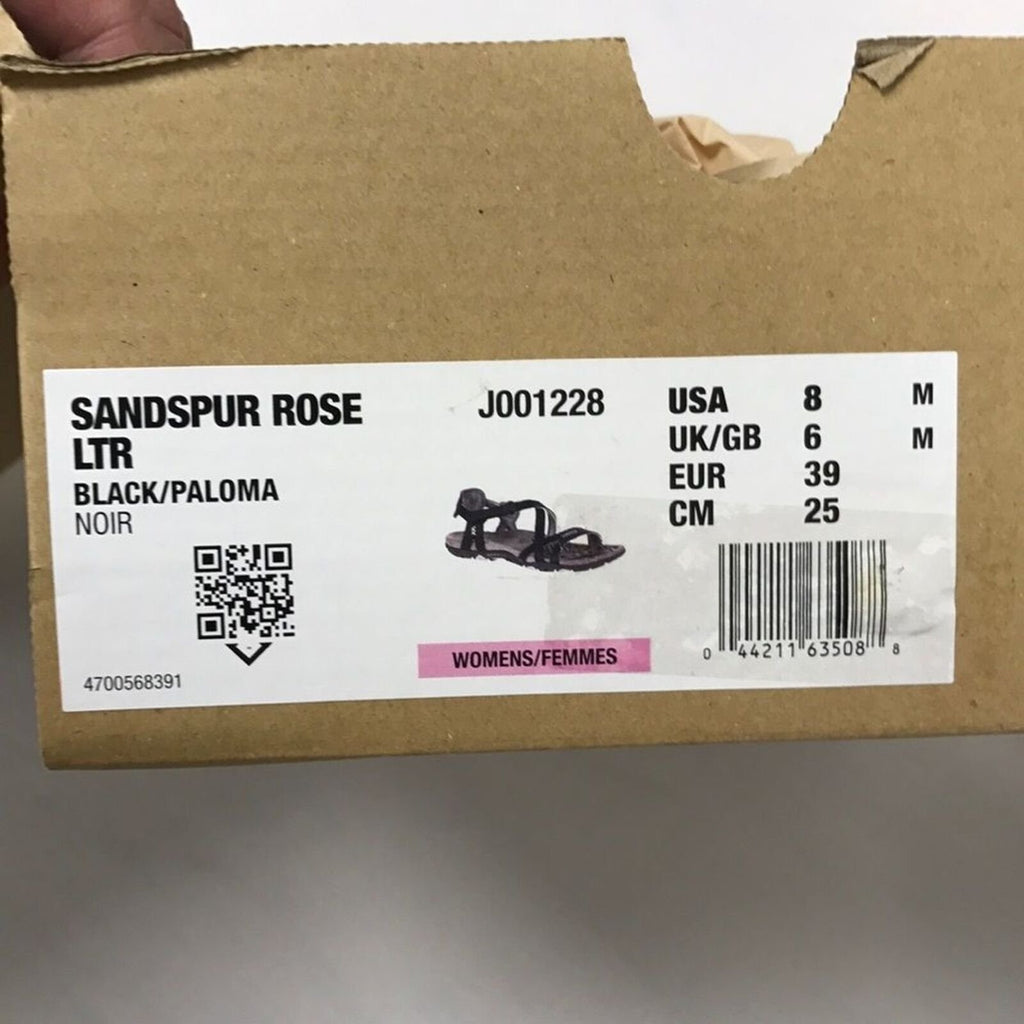 SANDSPUR ROSE
LTR
BLACK/PALOMA
NOIR
4700568391
J001228
WOMENS/FEMMES
USA 8 M
UK/GB 6 M
EUR 39
CM 25
0 44211 63508 8